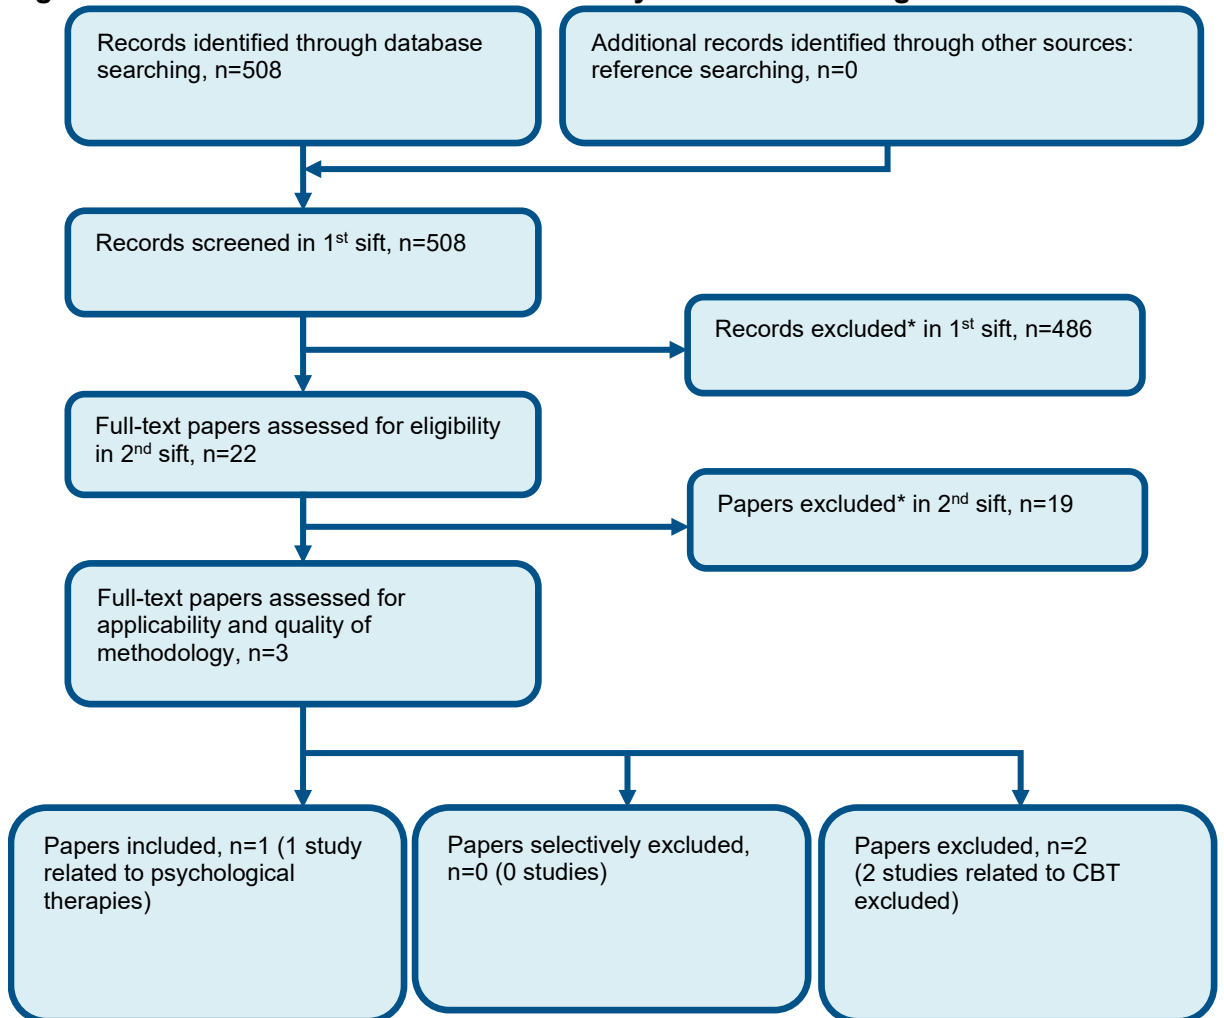 Records identified through database
searching, n=508
Additional records identified through other sources:
reference searching, n=0
Records screened in 1st sift, n=508
Records excluded* in 1st sift, n=486
Full-text papers assessed for eligibility
in 2nd sift, n=22
Papers excluded* in 2nd sift, n=19
Full-text papers assessed for
applicability and quality of
methodology, n=3
Papers included, n=1 (1 study
related to psychological
therapies)
Papers selectively excluded,
n=0 (0 studies)
Papers excluded, n=2
(2 studies related to CBT
excluded)